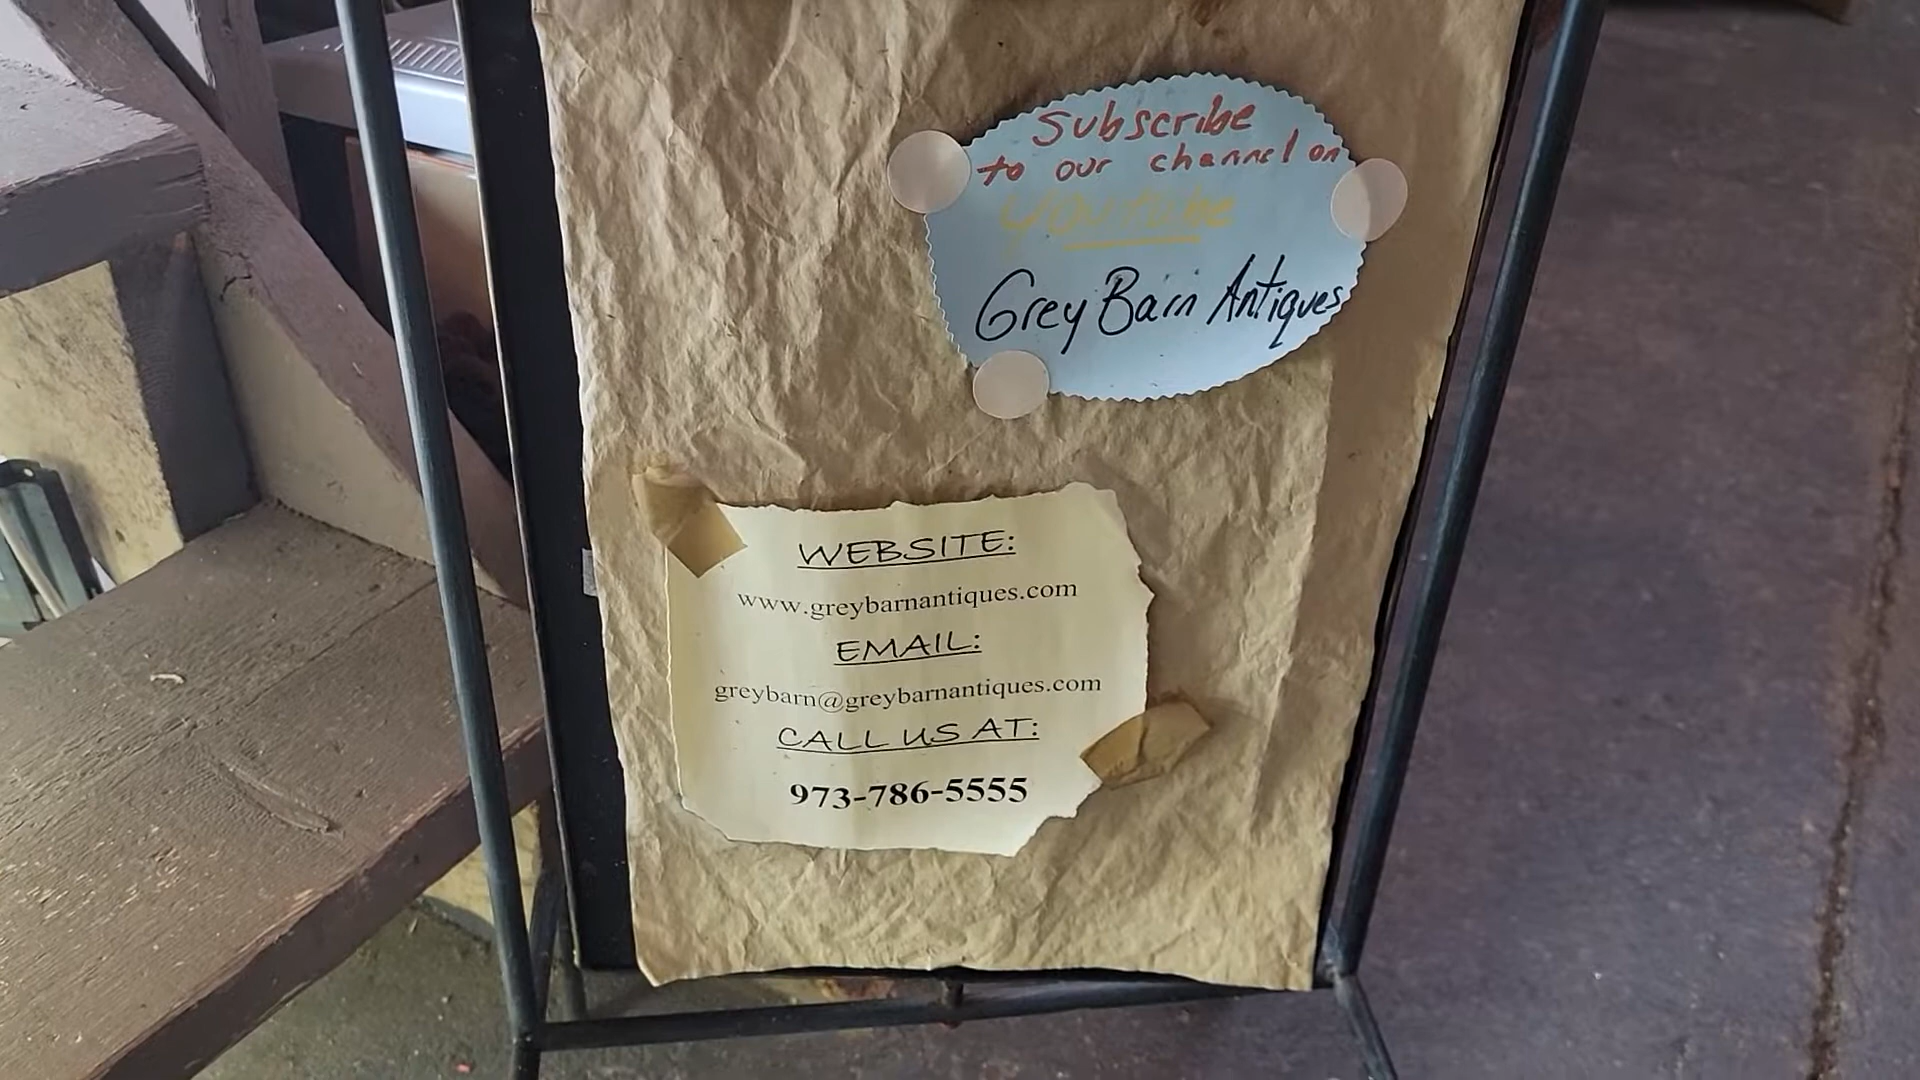 Subscribe
to our channel on
Youtube
Grey Barn Antiques
WEBSITE:
www.greybarnantiques.com
EMAIL:
greybarn@greybarnantiques.com
CALL US AT:
973-786-5555